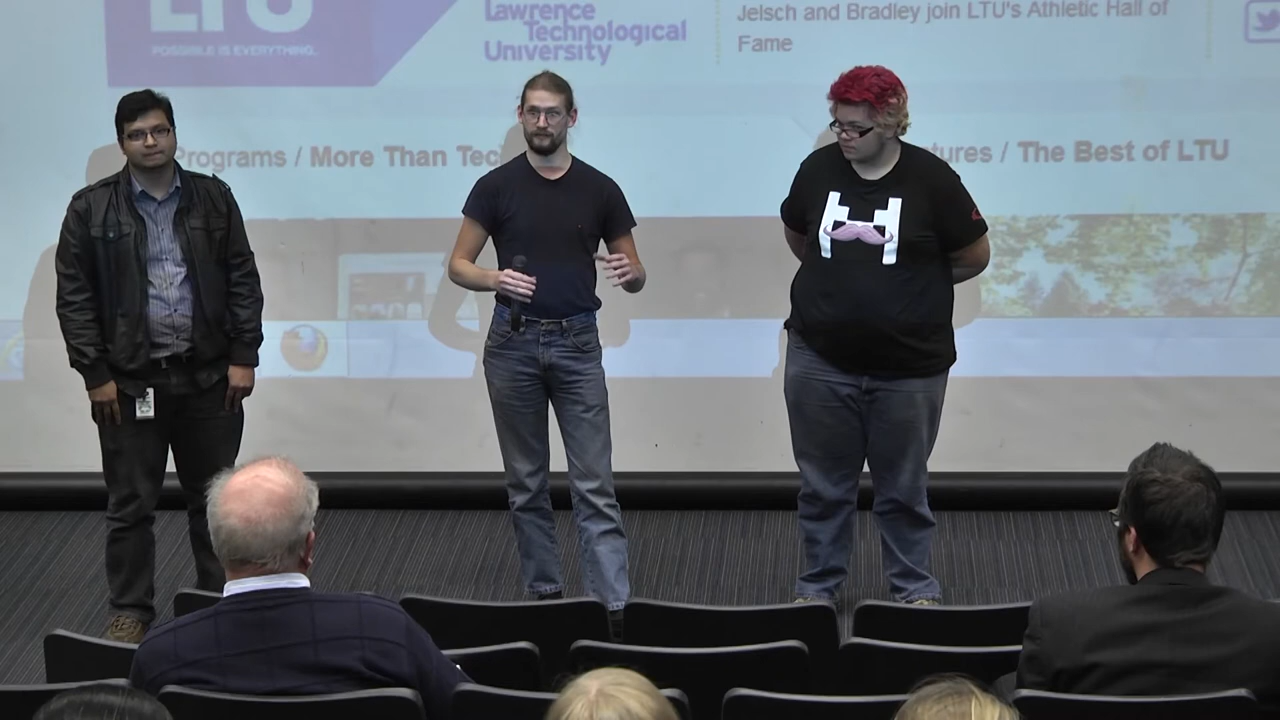 LTU
POSSIBLE IS EVERYTHING.
Lawrence
Technological
University
Jelsch and Bradley join LTU's Athletic Hall of
Fame
Programs / More Than Tec
tures / The Best of LTU
H